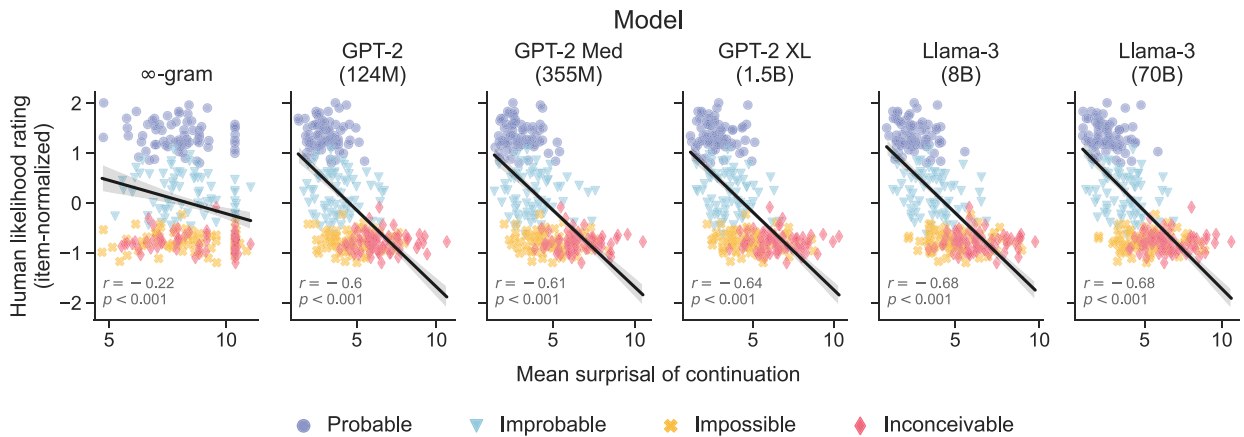 Model
∞-gram
GPT-2
(124M)
GPT-2 Med
(355M)
GPT-2 XL
(1.5B)
Llama-3
(8B)
Llama-3
(70B)
Human likelihood rating
(item-normalized)
2
1
0
−1
−2
r = − 0.22
p < 0.001
r = − 0.6
p < 0.001
r = − 0.61
p < 0.001
r = − 0.64
p < 0.001
r = − 0.68
p < 0.001
r = − 0.68
p < 0.001
5 10 5 10 5 10 5 10 5 10 5 10
Mean surprisal of continuation
Probable Improbable Impossible Inconceivable